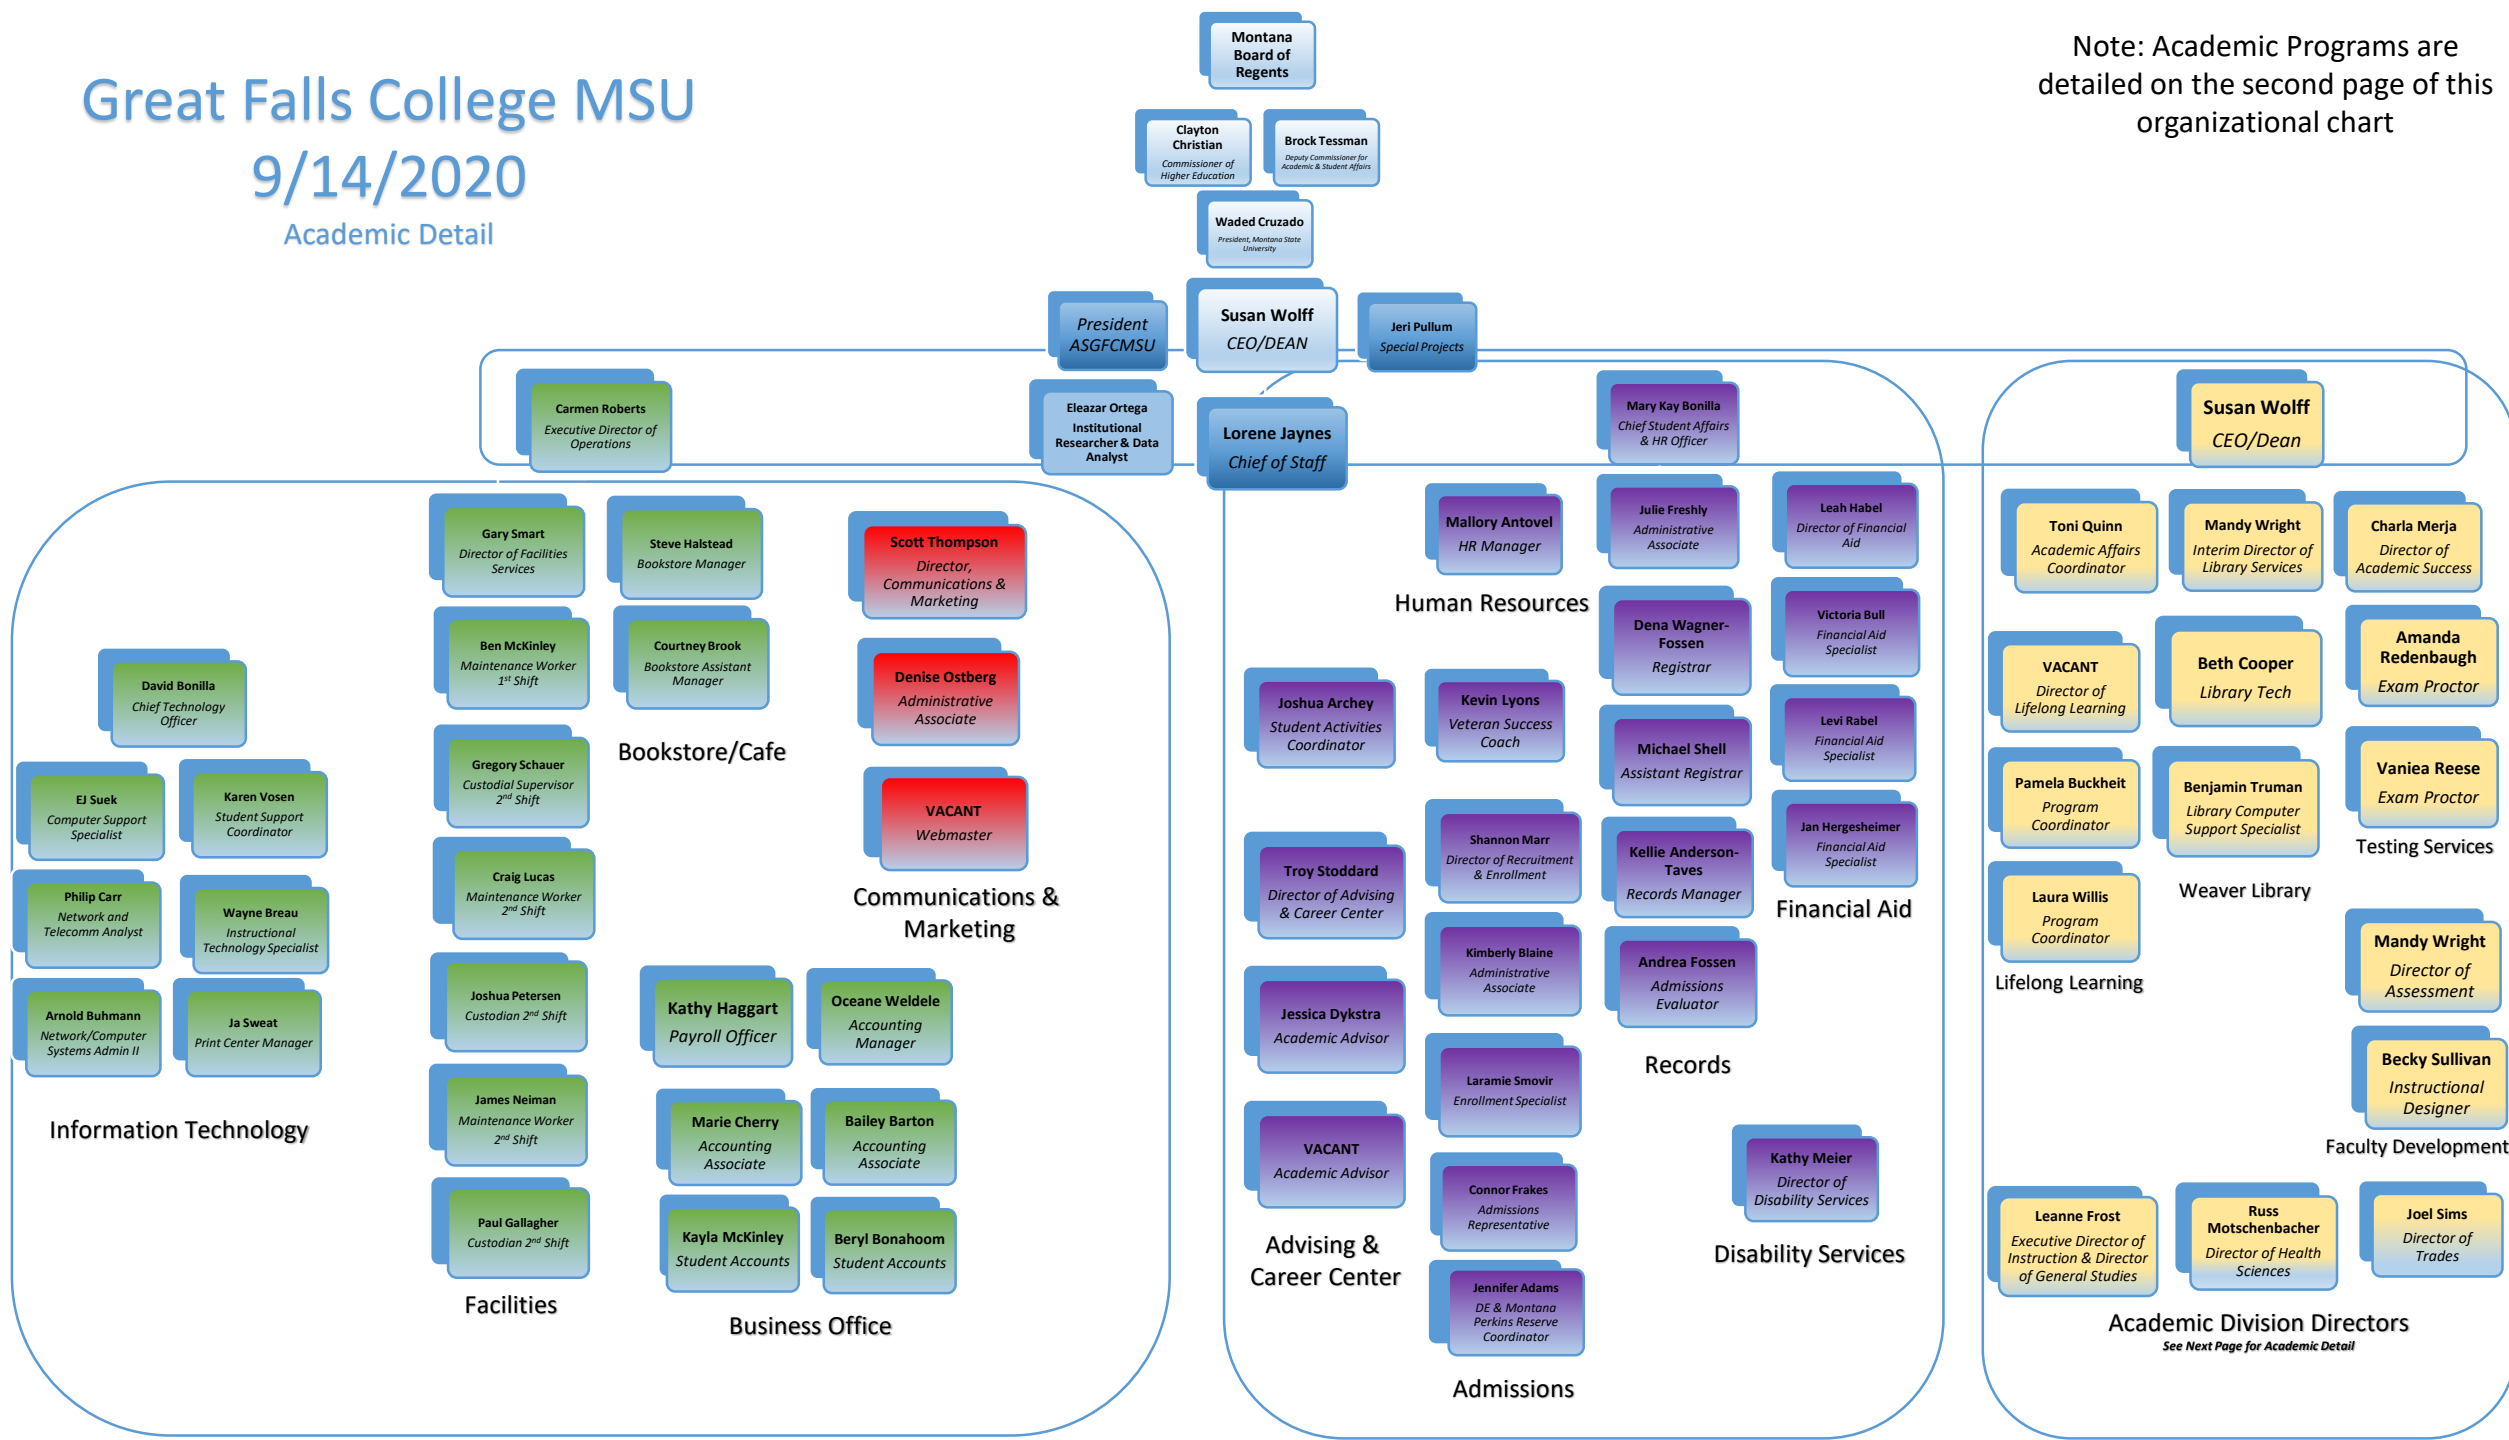 Great Falls College MSU
9/14/2020
Academic Detail
Note: Academic Programs are
detailed on the second page of this
organizational chart
Montana
Board of
Regents
Clayton
Christian
Commissioner of
Higher Education
Brock Tessman
Deputy Commissioner for
Academic & Student Affairs
Waded Cruzado
President, Montana State
University
President
ASGFCMSU
Susan Wolff
CEO/DEAN
Jeri Pullum
Special Projects
Carmen Roberts
Executive Director of
Operations
Eleazar Ortega
Institutional
Researcher & Data
Analyst
Lorene Jaynes
Chief of Staff
Mary Kay Bonilla
Chief Student Affairs
& HR Officer
Susan Wolff
CEO/Dean
David Bonilla
Chief Technology
Officer
EJ Suek
Computer Support
Specialist
Karen Vosen
Student Support
Coordinator
Philip Carr
Network and
Telecomm Analyst
Wayne Breau
Instructional
Technology Specialist
Arnold Buhmann
Network/Computer
Systems Admin II
Ja Sweat
Print Center Manager
Information Technology
Gary Smart
Director of Facilities
Services
Ben McKinley
Maintenance Worker
1st Shift
Gregory Schauer
Custodial Supervisor
2nd Shift
Craig Lucas
Maintenance Worker
2nd Shift
Joshua Petersen
Custodian 2nd Shift
James Neiman
Maintenance Worker
2nd Shift
Paul Gallagher
Custodian 2nd Shift
Facilities
Steve Halstead
Bookstore Manager
Courtney Brook
Bookstore Assistant
Manager
Bookstore/Cafe
Scott Thompson
Director,
Communications &
Marketing
Denise Ostberg
Administrative
Associate
VACANT
Webmaster
Communications &
Marketing
Kathy Haggart
Payroll Officer
Oceane Weldele
Accounting
Manager
Marie Cherry
Accounting
Associate
Bailey Barton
Accounting
Associate
Kayla McKinley
Student Accounts
Beryl Bonahoom
Student Accounts
Business Office
Mallory Antovel
HR Manager
Human Resources
Julie Freshly
Administrative
Associate
Leah Habel
Director of Financial
Aid
Victoria Bull
Financial Aid
Specialist
Levi Rabel
Financial Aid
Specialist
Jan Hergesheimer
Financial Aid
Specialist
Financial Aid
Dena Wagner-
Fossen
Registrar
Michael Shell
Assistant Registrar
Kellie Anderson-
Taves
Records Manager
Andrea Fossen
Admissions
Evaluator
Records
Joshua Archey
Student Activities
Coordinator
Kevin Lyons
Veteran Success
Coach
Troy Stoddard
Director of Advising
& Career Center
Jessica Dykstra
Academic Advisor
VACANT
Academic Advisor
Advising &
Career Center
Shannon Marr
Director of Recruitment
& Enrollment
Kimberly Blaine
Administrative
Associate
Laramie Smovir
Enrollment Specialist
Connor Frakes
Admissions
Representative
Jennifer Adams
DE & Montana
Perkins Reserve
Coordinator
Admissions
Kathy Meier
Director of
Disability Services
Disability Services
Toni Quinn
Academic Affairs
Coordinator
Mandy Wright
Interim Director of
Library Services
Charla Merja
Director of
Academic Success
VACANT
Director of
Lifelong Learning
Pamela Buckheit
Program
Coordinator
Laura Willis
Program
Coordinator
Lifelong Learning
Beth Cooper
Library Tech
Benjamin Truman
Library Computer
Support Specialist
Weaver Library
Amanda
Redenbaugh
Exam Proctor
Vaniea Reese
Exam Proctor
Testing Services
Mandy Wright
Director of
Assessment
Becky Sullivan
Instructional
Designer
Faculty Development
Leanne Frost
Executive Director of
Instruction & Director
of General Studies
Russ
Motschenbacher
Director of Health
Sciences
Joel Sims
Director of
Trades
Academic Division Directors
See Next Page for Academic Detail